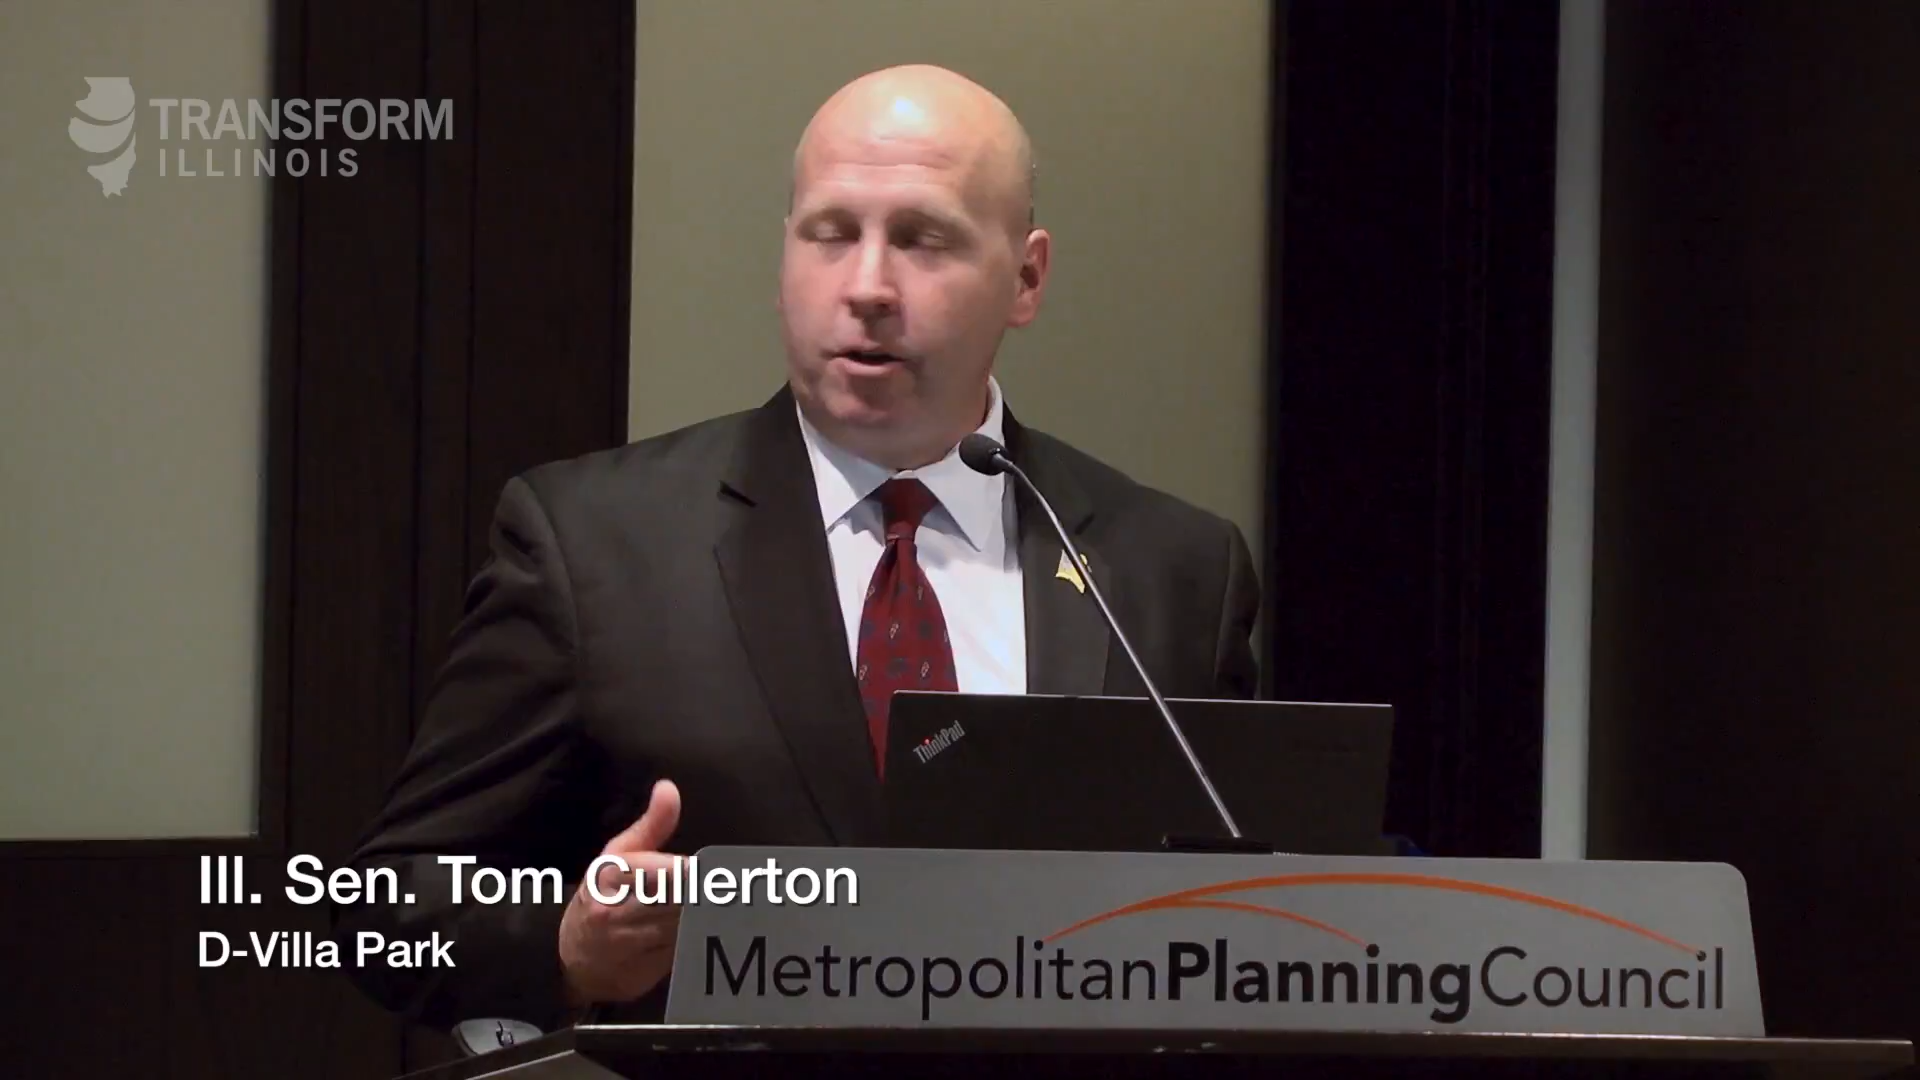 TRANSFORM
ILLINOIS
ThinkPad
Ill. Sen. Tom Cullerton
D-Villa Park
MetropolitanPlanningCouncil